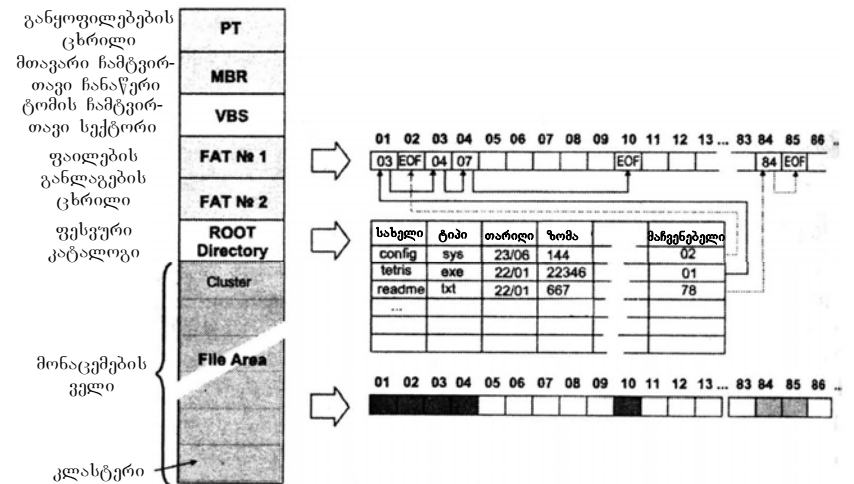 განყოფილებების
ცხრილი
მთავარი ჩამტვირ-
თავი ჩანაწერი
ტომის ჩამტვირ-
თავი სექტორი
ფაილების
განლაგების
ცხრილი
ფესვური
კატალოგი
მონაცემების
ველი
კლასტერი
PT
MBR
VBS
FAT № 1
FAT № 2
ROOT
Directory
Cluster
File Area
01 02 03 04 05 06 07 08 09 10 11 12 13 ... 83 84 85 86 ..
03 EOF 04 07 EOF 84 EOF
სახელი ტიპი თარიღი ზომა მაჩვენებელი
config sys 23/06 144 02
tetris exe 22/01 22346 01
readme txt 22/01 667 78
...
01 02 03 04 05 06 07 08 09 10 11 12 13 ... 83 84 85 86 ..